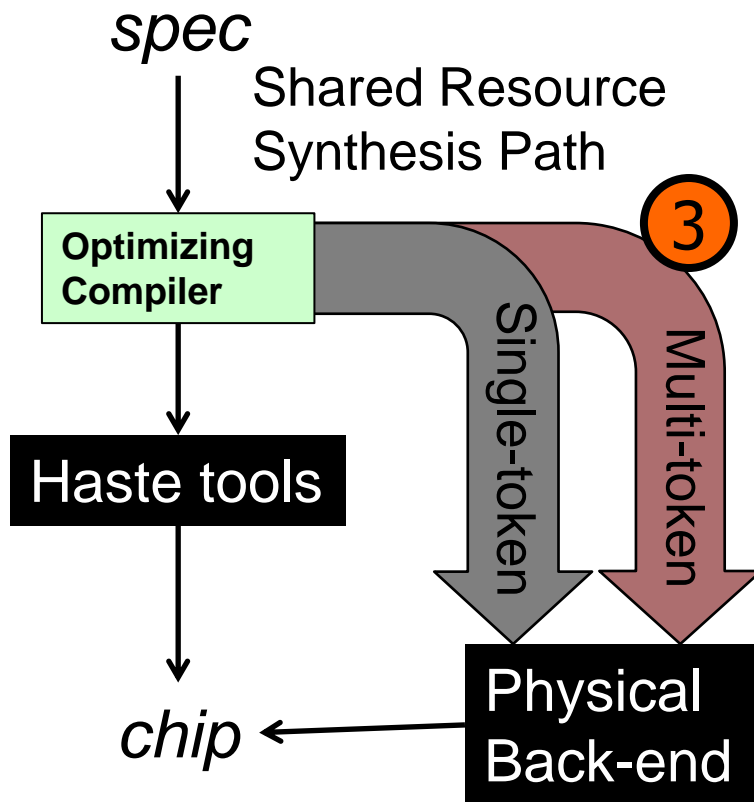 spec
Shared Resource
Synthesis Path
3
Optimizing
Compiler
Single-token
Multi-token
Haste tools
Physical
Back-end
chip